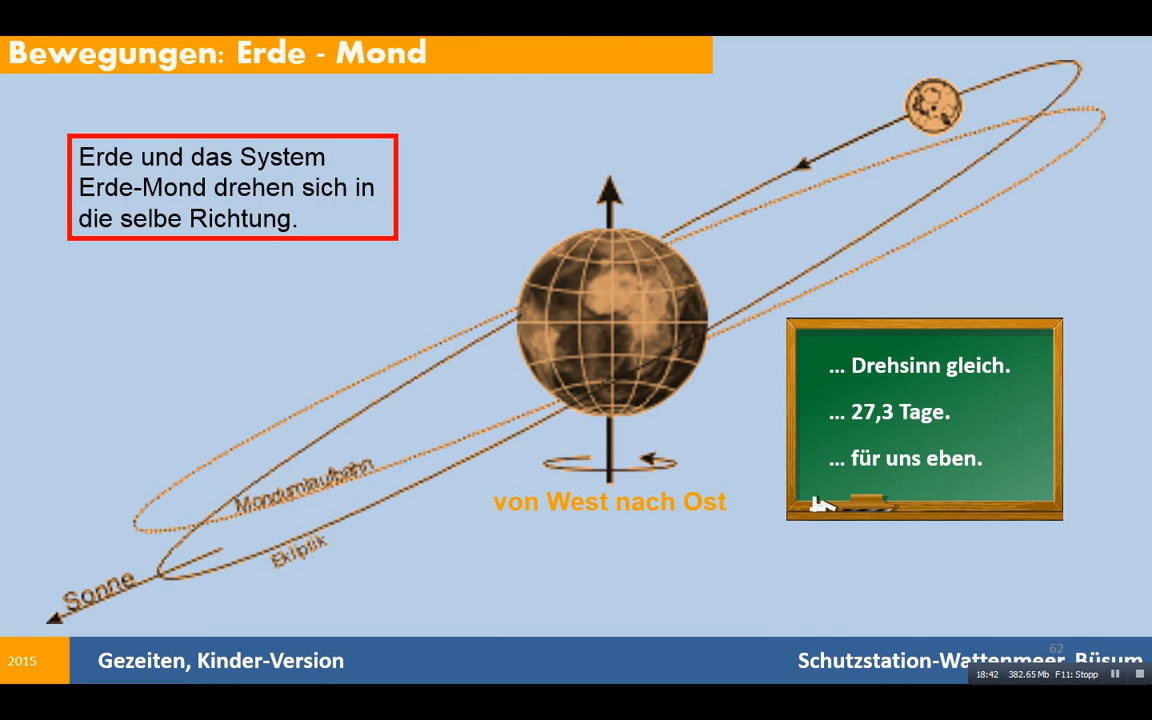 Bewegungen: Erde - Mond
Erde und das System
Erde-Mond drehen sich in
die selbe Richtung.
... Drehsinn gleich.
... 27,3 Tage.
... für uns eben.
Mondumlaufbahn
von West nach Ost
Ekliptik
Sonne
2015
Gezeiten, Kinder-Version
62
Schutzstation-Wattenmeer, Büsum
18:42 382.65 Mb F11: Stopp